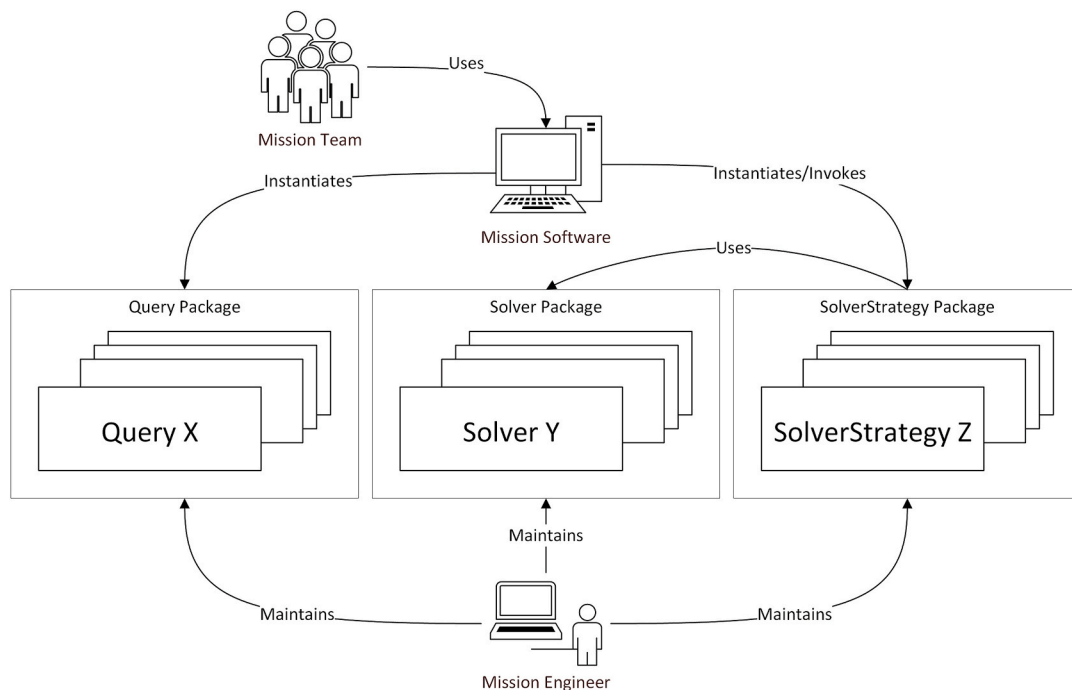 Uses
Mission Team
Instantiates
Instantiates/Invokes
Mission Software
Uses
Query Package
Solver Package
SolverStrategy Package
Query X
Solver Y
SolverStrategy Z
Maintains
Maintains
Maintains
Mission Engineer